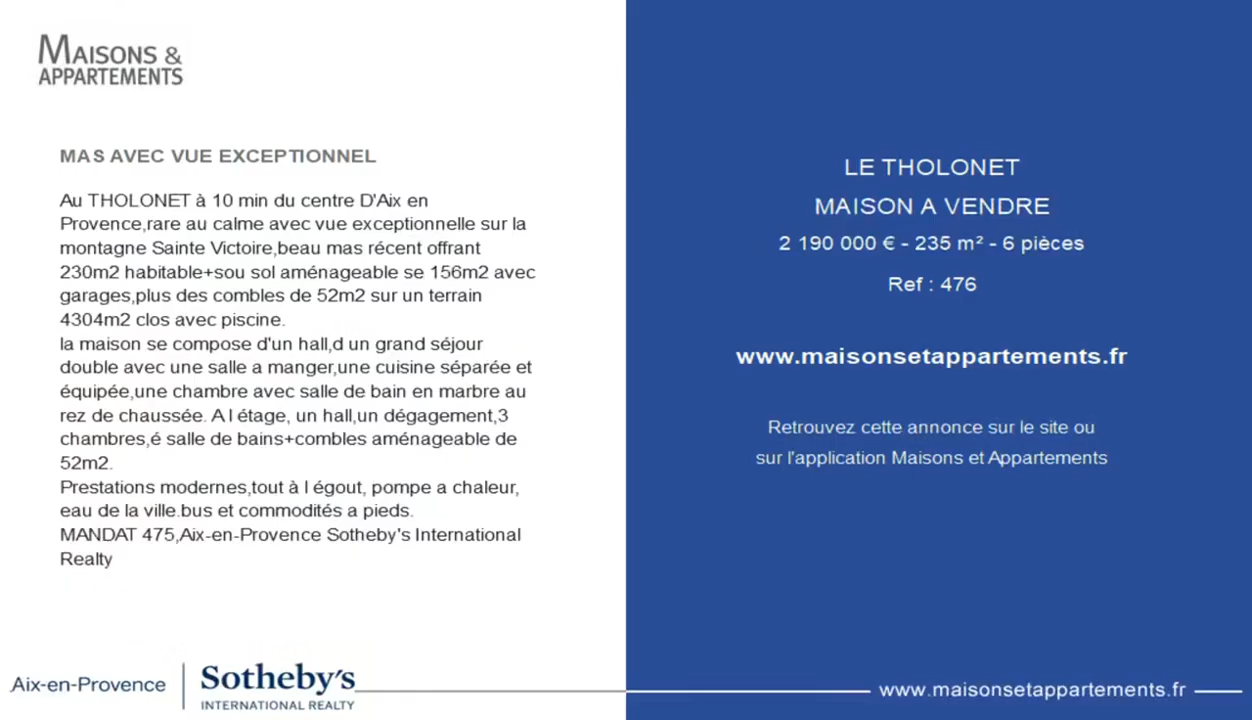 MAISONS &
APPARTEMENTS
MAS AVEC VUE EXCEPTIONNEL
Au THOLONET à 10 min du centre D'Aix en
Provence,rare au calme avec vue exceptionnelle sur la
montagne Sainte Victoire,beau mas récent offrant
230m2 habitable+sou sol aménageable se 156m2 avec
garages,plus des combles de 52m2 sur un terrain
4304m2 clos avec piscine.
la maison se compose d'un hall,d un grand séjour
double avec une salle a manger,une cuisine séparée et
équipée,une chambre avec salle de bain en marbre au
rez de chaussée. A l étage, un hall,un dégagement,3
chambres,é salle de bains+combles aménageable de
52m2.
Prestations modernes,tout à l égout, pompe a chaleur,
eau de la ville.bus et commodités a pieds.
MANDAT 475,Aix-en-Provence Sotheby's International
Realty
Aix-en-Provence
Sotheby's
INTERNATIONAL REALTY
LE THOLONET
MAISON A VENDRE
2 190 000 € - 235 m² - 6 pièces
Ref : 476
www.maisonsetappartements.fr
Retrouvez cette annonce sur le site ou
sur l'application Maisons et Appartements
www.maisonsetappartements.fr